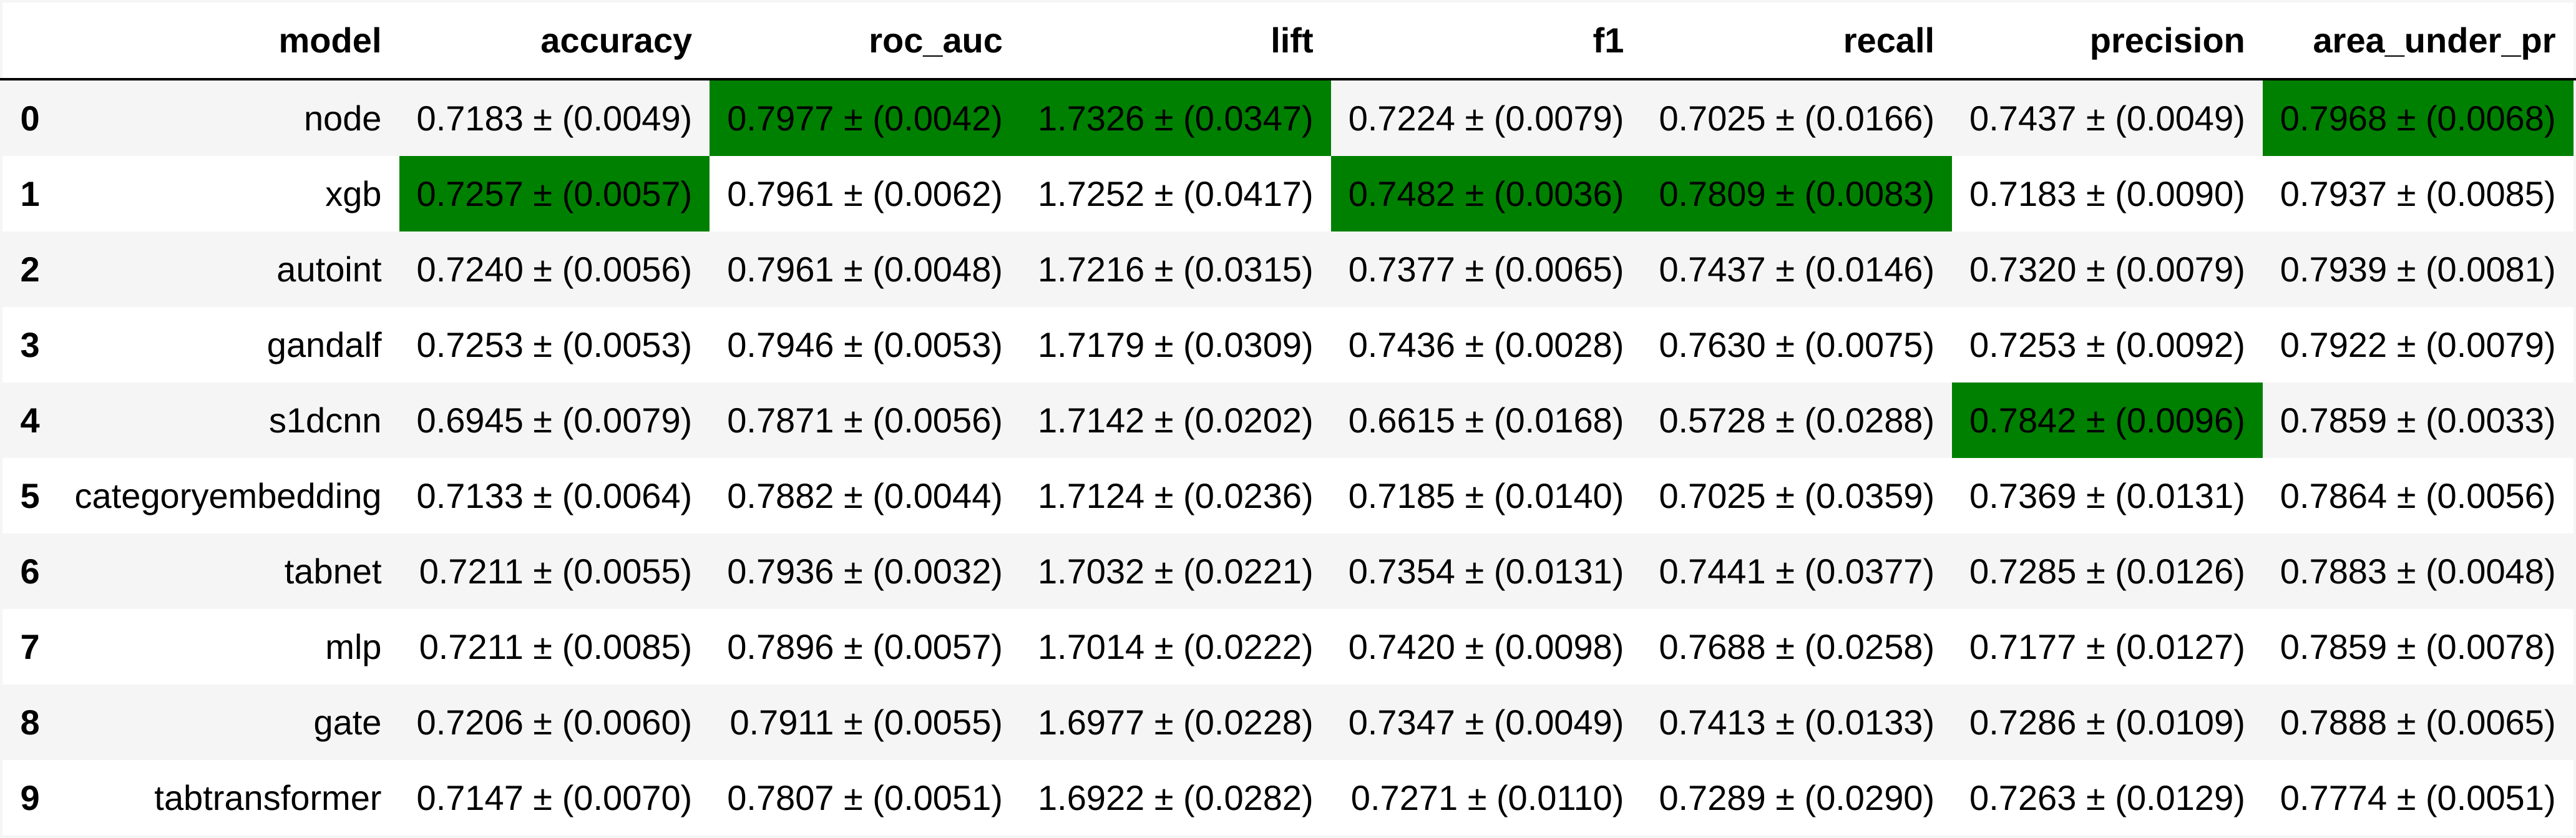 model accuracy roc_auc lift f1 recall precision area_under_pr
0 node 0.7183 ± (0.0049) 0.7977 ± (0.0042) 1.7326 ± (0.0347) 0.7224 ± (0.0079) 0.7025 ± (0.0166) 0.7437 ± (0.0049) 0.7968 ± (0.0068)
1 xgb 0.7257 ± (0.0057) 0.7961 ± (0.0062) 1.7252 ± (0.0417) 0.7482 ± (0.0036) 0.7809 ± (0.0083) 0.7183 ± (0.0090) 0.7937 ± (0.0085)
2 autoint 0.7240 ± (0.0056) 0.7961 ± (0.0048) 1.7216 ± (0.0315) 0.7377 ± (0.0065) 0.7437 ± (0.0146) 0.7320 ± (0.0079) 0.7939 ± (0.0081)
3 gandalf 0.7253 ± (0.0053) 0.7946 ± (0.0053) 1.7179 ± (0.0309) 0.7436 ± (0.0028) 0.7630 ± (0.0075) 0.7253 ± (0.0092) 0.7922 ± (0.0079)
4 s1dcnn 0.6945 ± (0.0079) 0.7871 ± (0.0056) 1.7142 ± (0.0202) 0.6615 ± (0.0168) 0.5728 ± (0.0288) 0.7842 ± (0.0096) 0.7859 ± (0.0033)
5 categoryembedding 0.7133 ± (0.0064) 0.7882 ± (0.0044) 1.7124 ± (0.0236) 0.7185 ± (0.0140) 0.7025 ± (0.0359) 0.7369 ± (0.0131) 0.7864 ± (0.0056)
6 tabnet 0.7211 ± (0.0055) 0.7936 ± (0.0032) 1.7032 ± (0.0221) 0.7354 ± (0.0131) 0.7441 ± (0.0377) 0.7285 ± (0.0126) 0.7883 ± (0.0048)
7 mlp 0.7211 ± (0.0085) 0.7896 ± (0.0057) 1.7014 ± (0.0222) 0.7420 ± (0.0098) 0.7688 ± (0.0258) 0.7177 ± (0.0127) 0.7859 ± (0.0078)
8 gate 0.7206 ± (0.0060) 0.7911 ± (0.0055) 1.6977 ± (0.0228) 0.7347 ± (0.0049) 0.7413 ± (0.0133) 0.7286 ± (0.0109) 0.7888 ± (0.0065)
9 tabtransformer 0.7147 ± (0.0070) 0.7807 ± (0.0051) 1.6922 ± (0.0282) 0.7271 ± (0.0110) 0.7289 ± (0.0290) 0.7263 ± (0.0129) 0.7774 ± (0.0051)